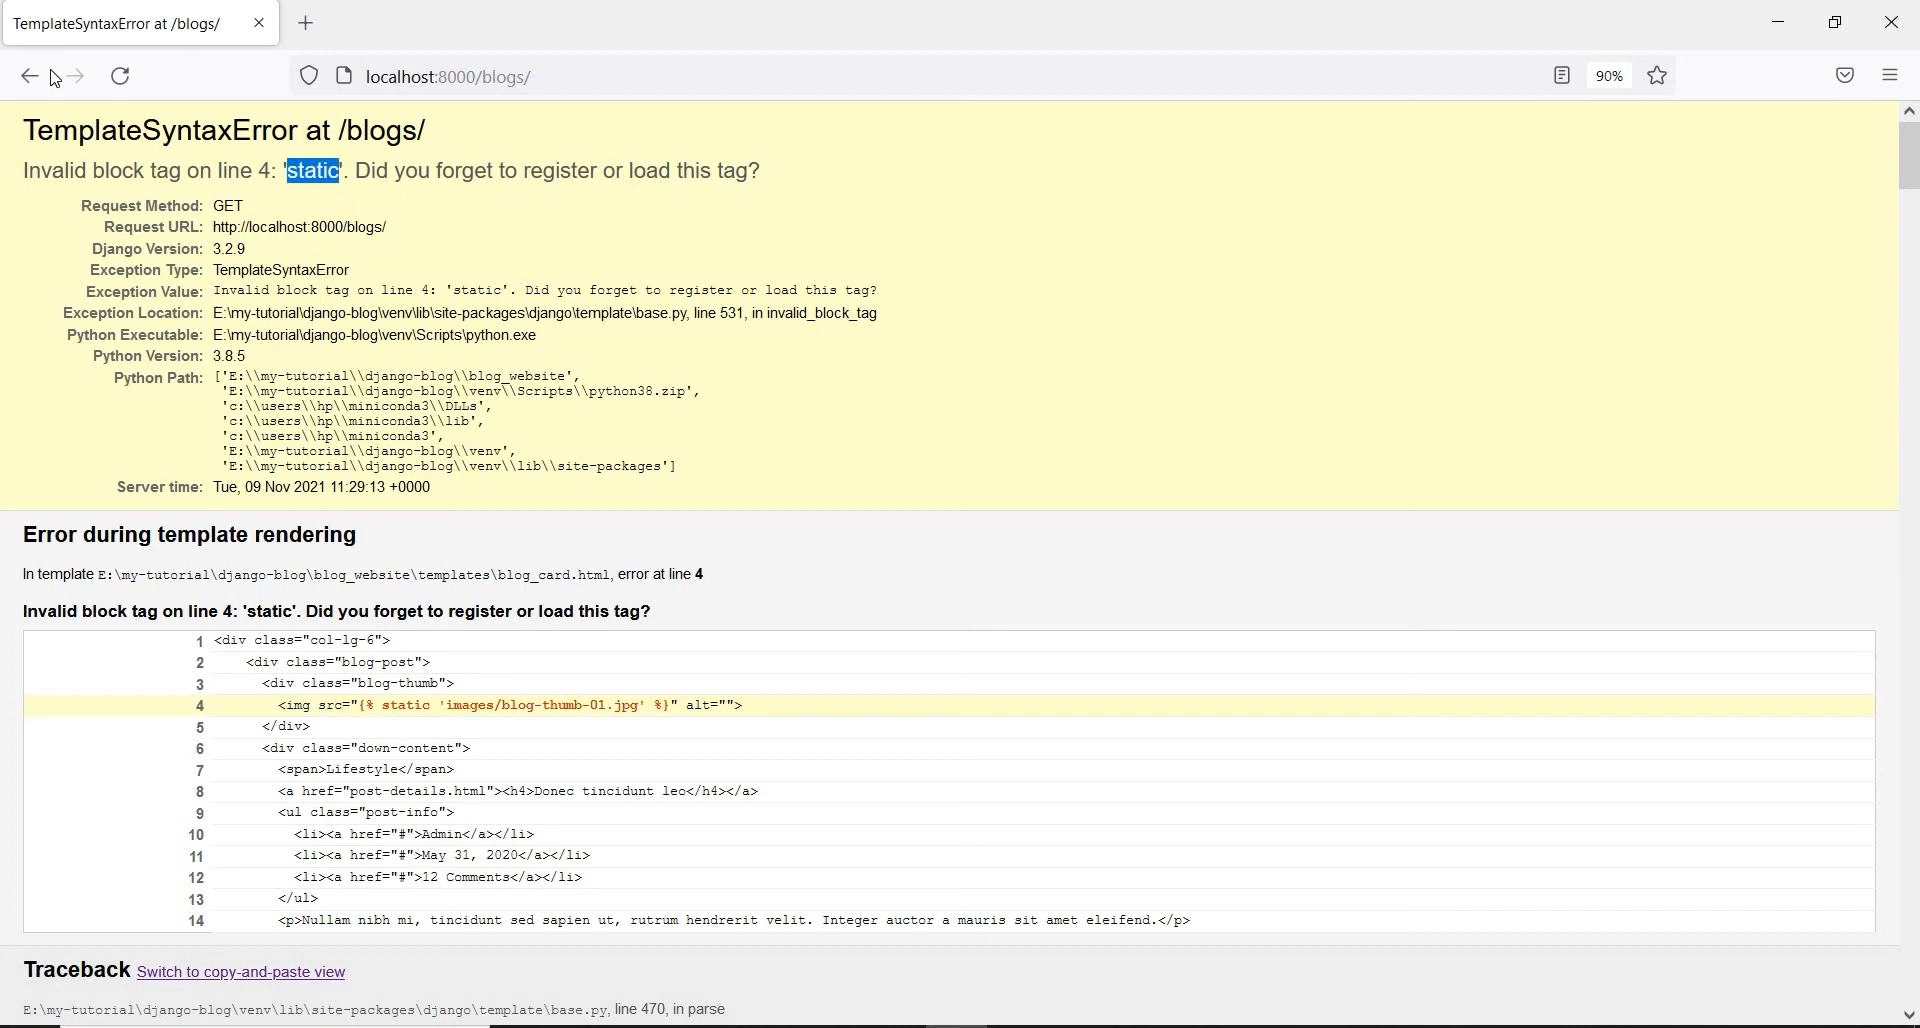 TemplateSyntaxError at /blogs/
localhost:8000/blogs/
90%
TemplateSyntaxError at /blogs/
Invalid block tag on line 4: 'static'. Did you forget to register or load this tag?
Request Method: GET
Request URL: http://localhost:8000/blogs/
Django Version: 3.2.9
Exception Type: TemplateSyntaxError
Exception Value: Invalid block tag on line 4: 'static'. Did you forget to register or load this tag?
Exception Location: E:\my-tutorial\django-blog\venv\lib\site-packages\django\template\base.py, line 531, in invalid_block_tag
Python Executable: E:\my-tutorial\django-blog\venv\Scripts\python.exe
Python Version: 3.8.5
Python Path: ['E:\\my-tutorial\\django-blog\\blog_website',
'E:\\my-tutorial\\django-blog\\venv\\Scripts\\python38.zip',
'c:\\users\\hp\\miniconda3\\DLLs',
'c:\\users\\hp\\miniconda3\\lib',
'c:\\users\\hp\\miniconda3',
'E:\\my-tutorial\\django-blog\\venv',
'E:\\my-tutorial\\django-blog\\venv\\lib\\site-packages']
Server time: Tue, 09 Nov 2021 11:29:13 +0000
Error during template rendering
In template E:\my-tutorial\django-blog\blog_website\templates\blog_card.html, error at line 4
Invalid block tag on line 4: 'static'. Did you forget to register or load this tag?
1 <div class="col-lg-6">
2 <div class="blog-post">
3 <div class="blog-thumb">
4 <img src="{% static 'images/blog-thumb-01.jpg' %}" alt="">
5 </div>
6 <div class="down-content">
7 <span>Lifestyle</span>
8 <a href="post-details.html"><h4>Donec tincidunt leo</h4></a>
9 <ul class="post-info">
10 <li><a href="#">Admin</a></li>
11 <li><a href="#">May 31, 2020</a></li>
12 <li><a href="#">12 Comments</a></li>
13 </ul>
14 <p>Nullam nibh mi, tincidunt sed sapien ut, rutrum hendrerit velit. Integer auctor a mauris sit amet eleifend.</p>
Traceback Switch to copy-and-paste view
E:\my-tutorial\django-blog\venv\lib\site-packages\django\template\base.py, line 470, in parse